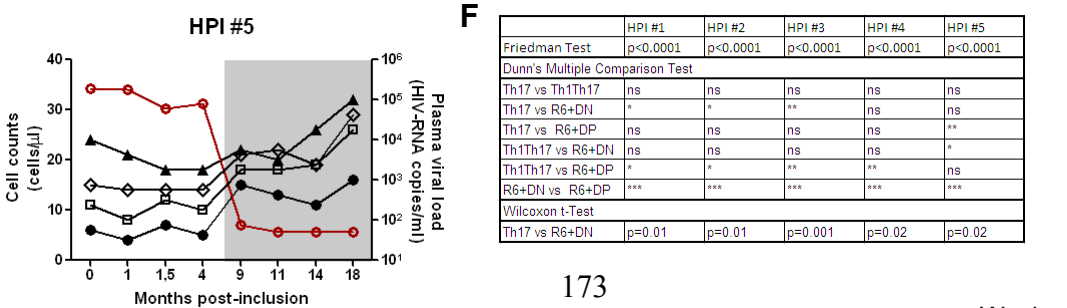 HPI #5
Cell counts
(cells/µl)
40
30
20
10
0
10⁶
10⁵
10⁴
10³
10²
10¹
Plasma viral load
(HIV-RNA copies/ml)
0 1 1,5 4 9 11 14 18
Months post-inclusion
F
HPI #1 HPI #2 HPI #3 HPI #4 HPI #5
Friedman Test p<0.0001 p<0.0001 p<0.0001 p<0.0001 p<0.0001
Dunn's Multiple Comparison Test
Th17 vs Th1Th17 ns ns ns ns ns
Th17 vs R6+DN * * ** ns ns
Th17 vs R6+DP ns ns ns ns **
Th1Th17 vs R6+DN ns ns ns ns *
Th1Th17 vs R6+DP * * ** ** ns
R6+DN vs R6+DP *** *** *** *** ***
Wilcoxon t-Test
Th17 vs R6+DN p=0.01 p=0.01 p=0.001 p=0.02 p=0.02
173